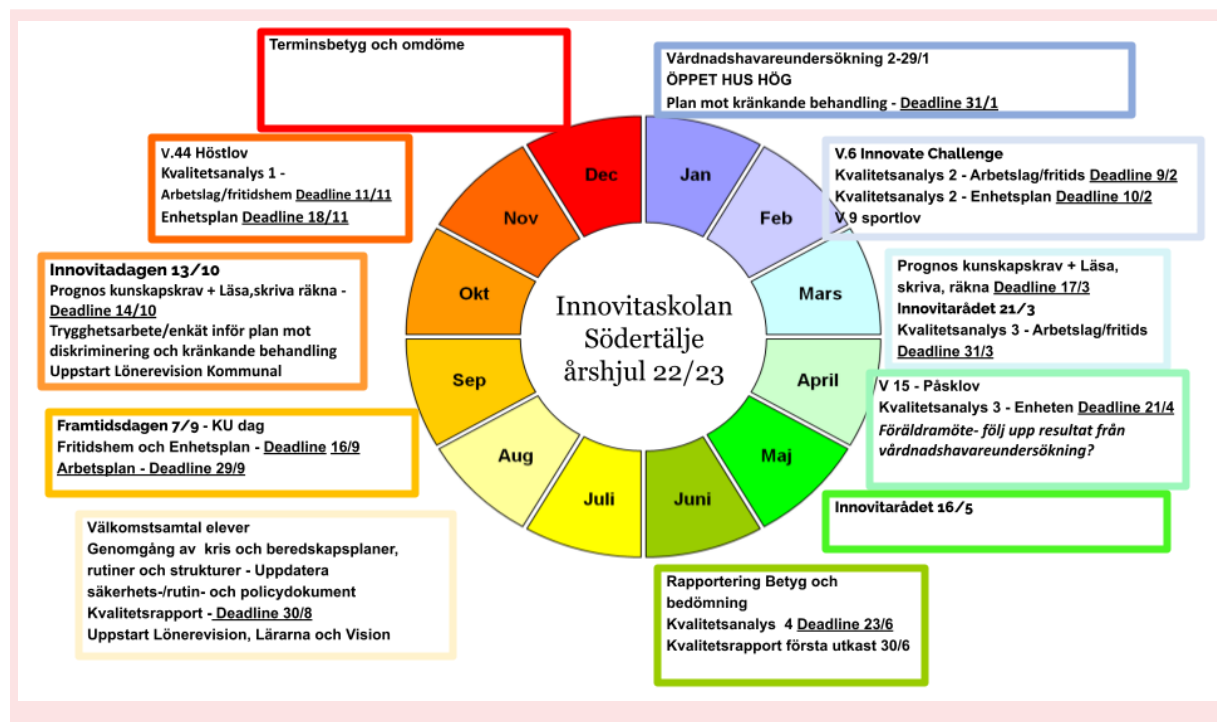 Terminsbetyg och omdöme
Vårdnadshavareundersökning 2-29/1
ÖPPET HUS HÖG
Plan mot kränkande behandling - Deadline 31/1
V.44 Höstlov
Kvalitetsanalys 1 -
Arbetslag/fritidshem Deadline 11/11
Enhetsplan Deadline 18/11
V.6 Innovate Challenge
Kvalitetsanalys 2 - Arbetslag/fritids Deadline 9/2
Kvalitetsanalys 2 - Enhetsplan Deadline 10/2
V 9 sportlov
Innovitadagen 13/10
Prognos kunskapskrav + Läsa,skriva räkna -
Deadline 14/10
Trygghetsarbete/enkät inför plan mot
diskriminering och kränkande behandling
Uppstart Lönerevision Kommunal
Prognos kunskapskrav + Läsa,
skriva, räkna Deadline 17/3
Innovitarådet 21/3
Kvalitetsanalys 3 - Arbetslag/fritids
Deadline 31/3
Framtidsdagen 7/9 - KU dag
Fritidshem och Enhetsplan - Deadline 16/9
Arbetsplan - Deadline 29/9
V 15 - Påsklov
Kvalitetsanalys 3 - Enheten Deadline 21/4
Föräldramöte- följ upp resultat från
vårdnadshavareundersökning?
Välkomstsamtal elever
Genomgång av kris och beredskapsplaner,
rutiner och strukturer - Uppdatera
säkerhets-/rutin- och policydokument
Kvalitetsrapport - Deadline 30/8
Uppstart Lönerevision, Lärarna och Vision
Innovitarådet 16/5
Rapportering Betyg och
bedömning
Kvalitetsanalys 4 Deadline 23/6
Kvalitetsrapport första utkast 30/6
Jan
Feb
Mars
April
Maj
Juni
Juli
Aug
Sep
Okt
Nov
Dec
Innovitaskolan
Södertälje
årshjul 22/23